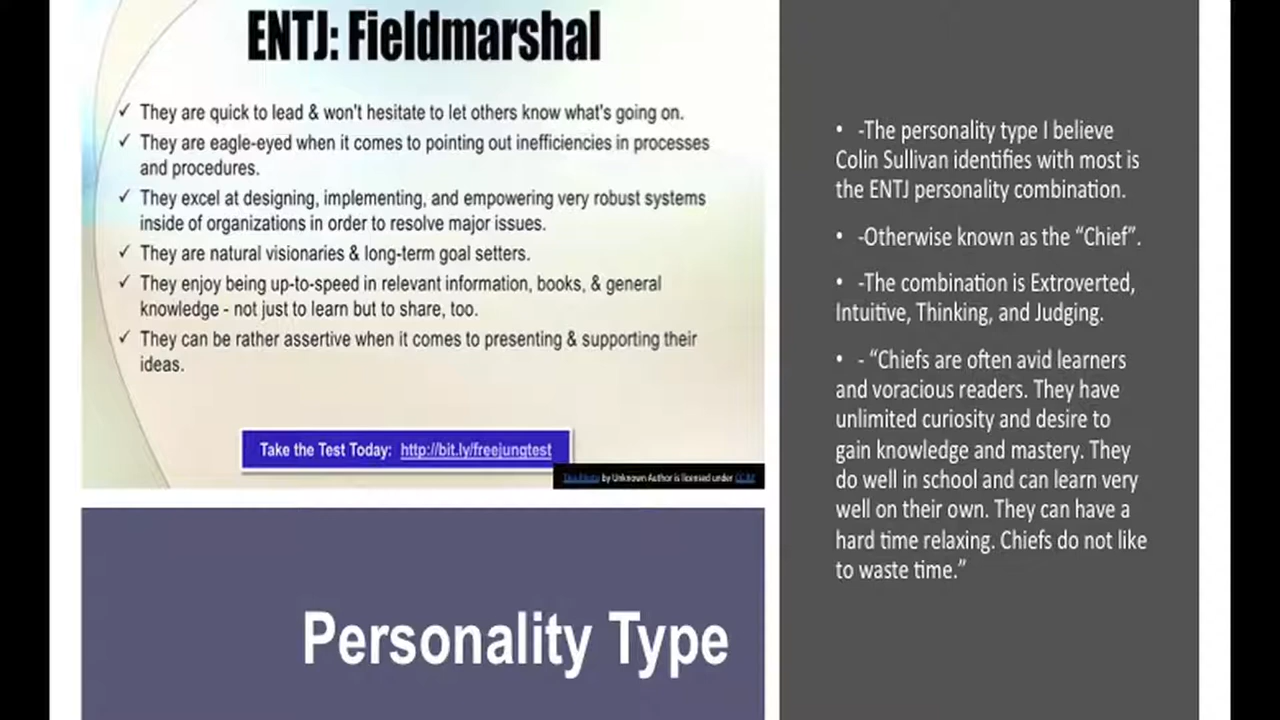 ENTJ: Fieldmarshal
✓ They are quick to lead & won't hesitate to let others know what's going on.
✓ They are eagle-eyed when it comes to pointing out inefficiencies in processes
and procedures.
✓ They excel at designing, implementing, and empowering very robust systems
inside of organizations in order to resolve major issues.
✓ They are natural visionaries & long-term goal setters.
✓ They enjoy being up-to-speed in relevant information, books, & general
knowledge - not just to learn but to share, too.
✓ They can be rather assertive when it comes to presenting & supporting their
ideas.
Take the Test Today: http://bit.ly/freejungtest
This Photo by Unknown Author is licensed under
Personality Type
• -The personality type I believe
Colin Sullivan identifies with most is
the ENTJ personality combination.
• -Otherwise known as the “Chief”.
• -The combination is Extroverted,
Intuitive, Thinking, and Judging.
• - “Chiefs are often avid learners
and voracious readers. They have
unlimited curiosity and desire to
gain knowledge and mastery. They
do well in school and can learn very
well on their own. They can have a
hard time relaxing. Chiefs do not like
to waste time.”